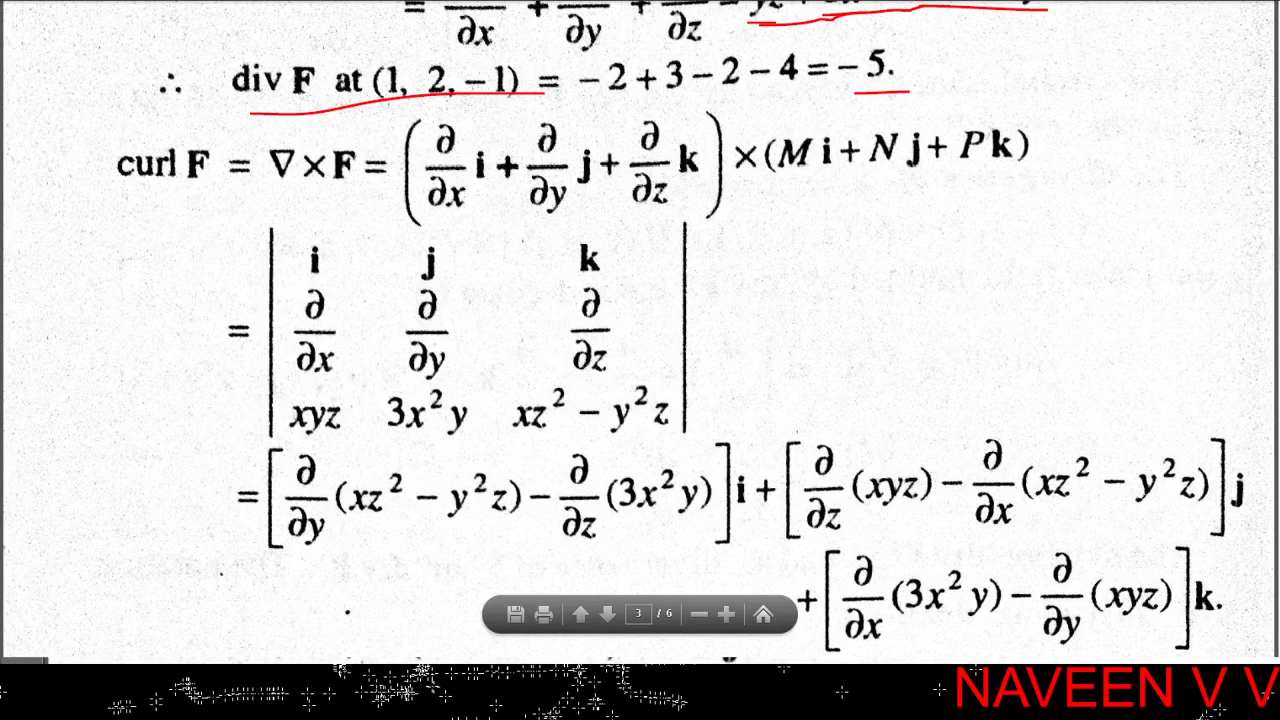 = ∂x + ∂y + ∂z
∴ div F at (1, 2, −1) = −2 + 3 − 2 − 4 = −5.
curl F = ∇ × F = (∂/∂x i + ∂/∂y j + ∂/∂z k) × (M i + N j + P k)
i j k
= ∂/∂x ∂/∂y ∂/∂z
xyz 3x²y xz² − y²z
= [∂/∂y (xz² − y²z) − ∂/∂z (3x²y)] i + [∂/∂z (xyz) − ∂/∂x (xz² − y²z)] j
+ [∂/∂x (3x²y) − ∂/∂y (xyz)] k.
3 / 6
NAVEEN V V